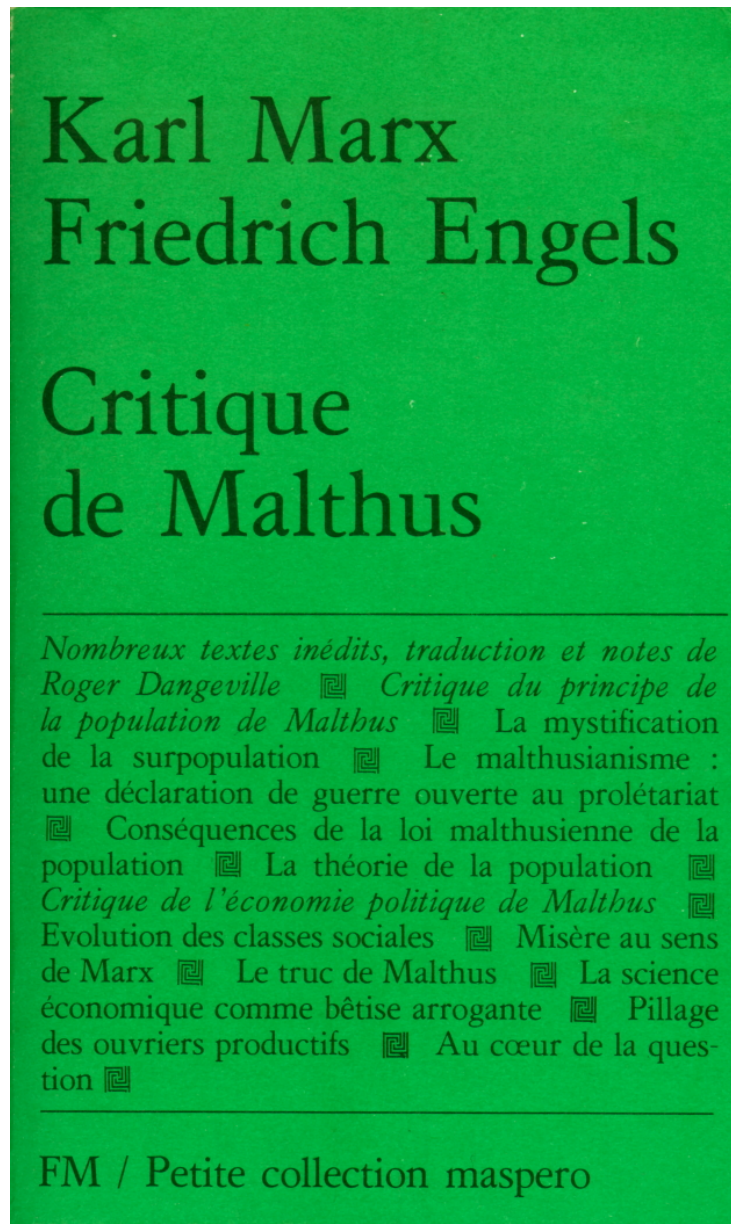 Karl Marx
Friedrich Engels
Critique
de Malthus
Nombreux textes inédits, traduction et notes de
Roger Dangeville Critique du principe de
la population de Malthus La mystification
de la surpopulation Le malthusianisme :
une déclaration de guerre ouverte au prolétariat
Conséquences de la loi malthusienne de la
population La théorie de la population
Critique de l'économie politique de Malthus
Evolution des classes sociales Misère au sens
de Marx Le truc de Malthus La science
économique comme bêtise arrogante Pillage
des ouvriers productifs Au cœur de la ques-
tion
FM / Petite collection maspero